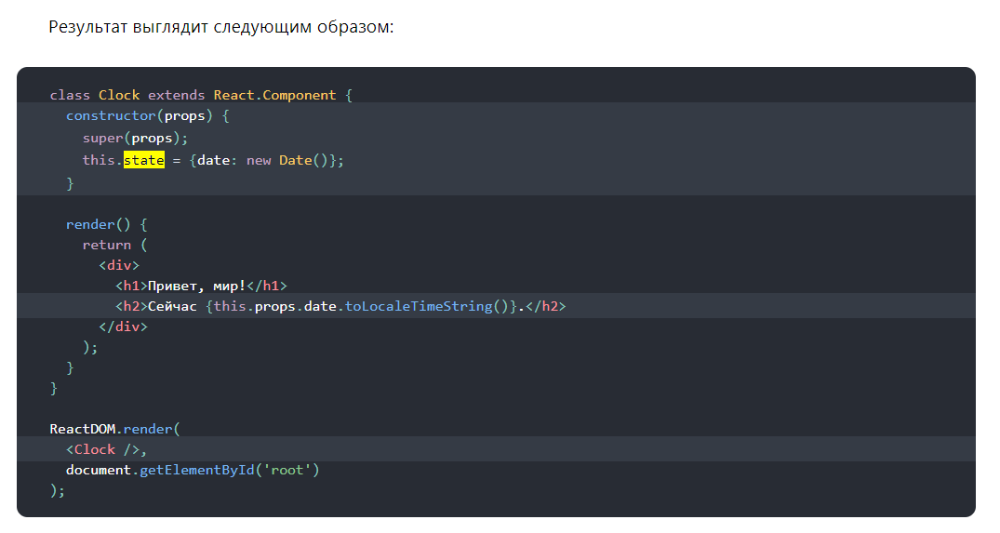 Результат выглядит следующим образом:
class Clock extends React.Component {
constructor(props) {
super(props);
this.state = {date: new Date()};
}
render() {
return (
<div>
<h1>Привет, мир!</h1>
<h2>Сейчас {this.props.date.toLocaleTimeString()}.</h2>
</div>
);
}
}
ReactDOM.render(
<Clock />,
document.getElementById('root')
);